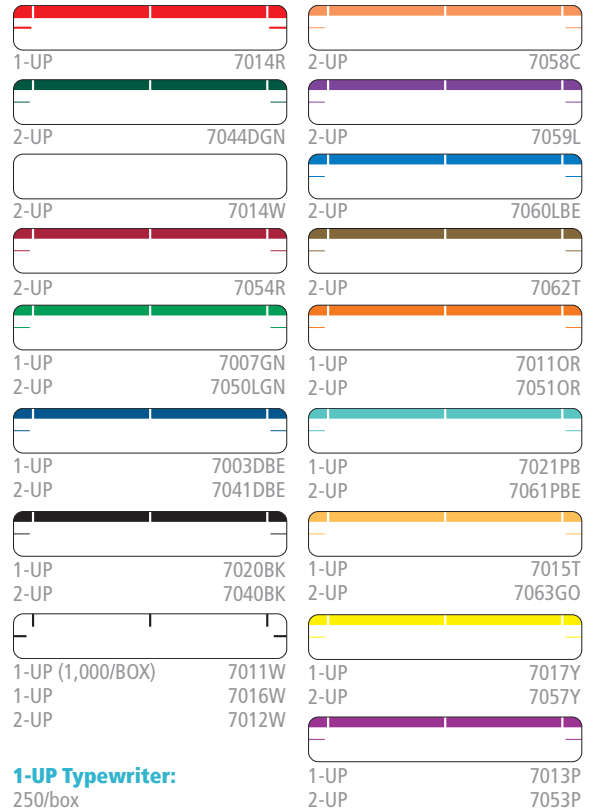 1-UP 7014R
2-UP 7044DGN
2-UP 7014W
2-UP 7054R
1-UP 7007GN
2-UP 7050LGN
1-UP 7003DBE
2-UP 7041DBE
1-UP 7020BK
2-UP 7040BK
1-UP (1,000/BOX) 7011W
1-UP 7016W
2-UP 7012W
1-UP Typewriter:
250/box
2-UP 7058C
2-UP 7059L
2-UP 7060LBE
2-UP 7062T
1-UP 7011OR
2-UP 7051OR
1-UP 7021PB
2-UP 7061PBE
1-UP 7015T
2-UP 7063GO
1-UP 7017Y
2-UP 7057Y
1-UP 7013P
2-UP 7053P